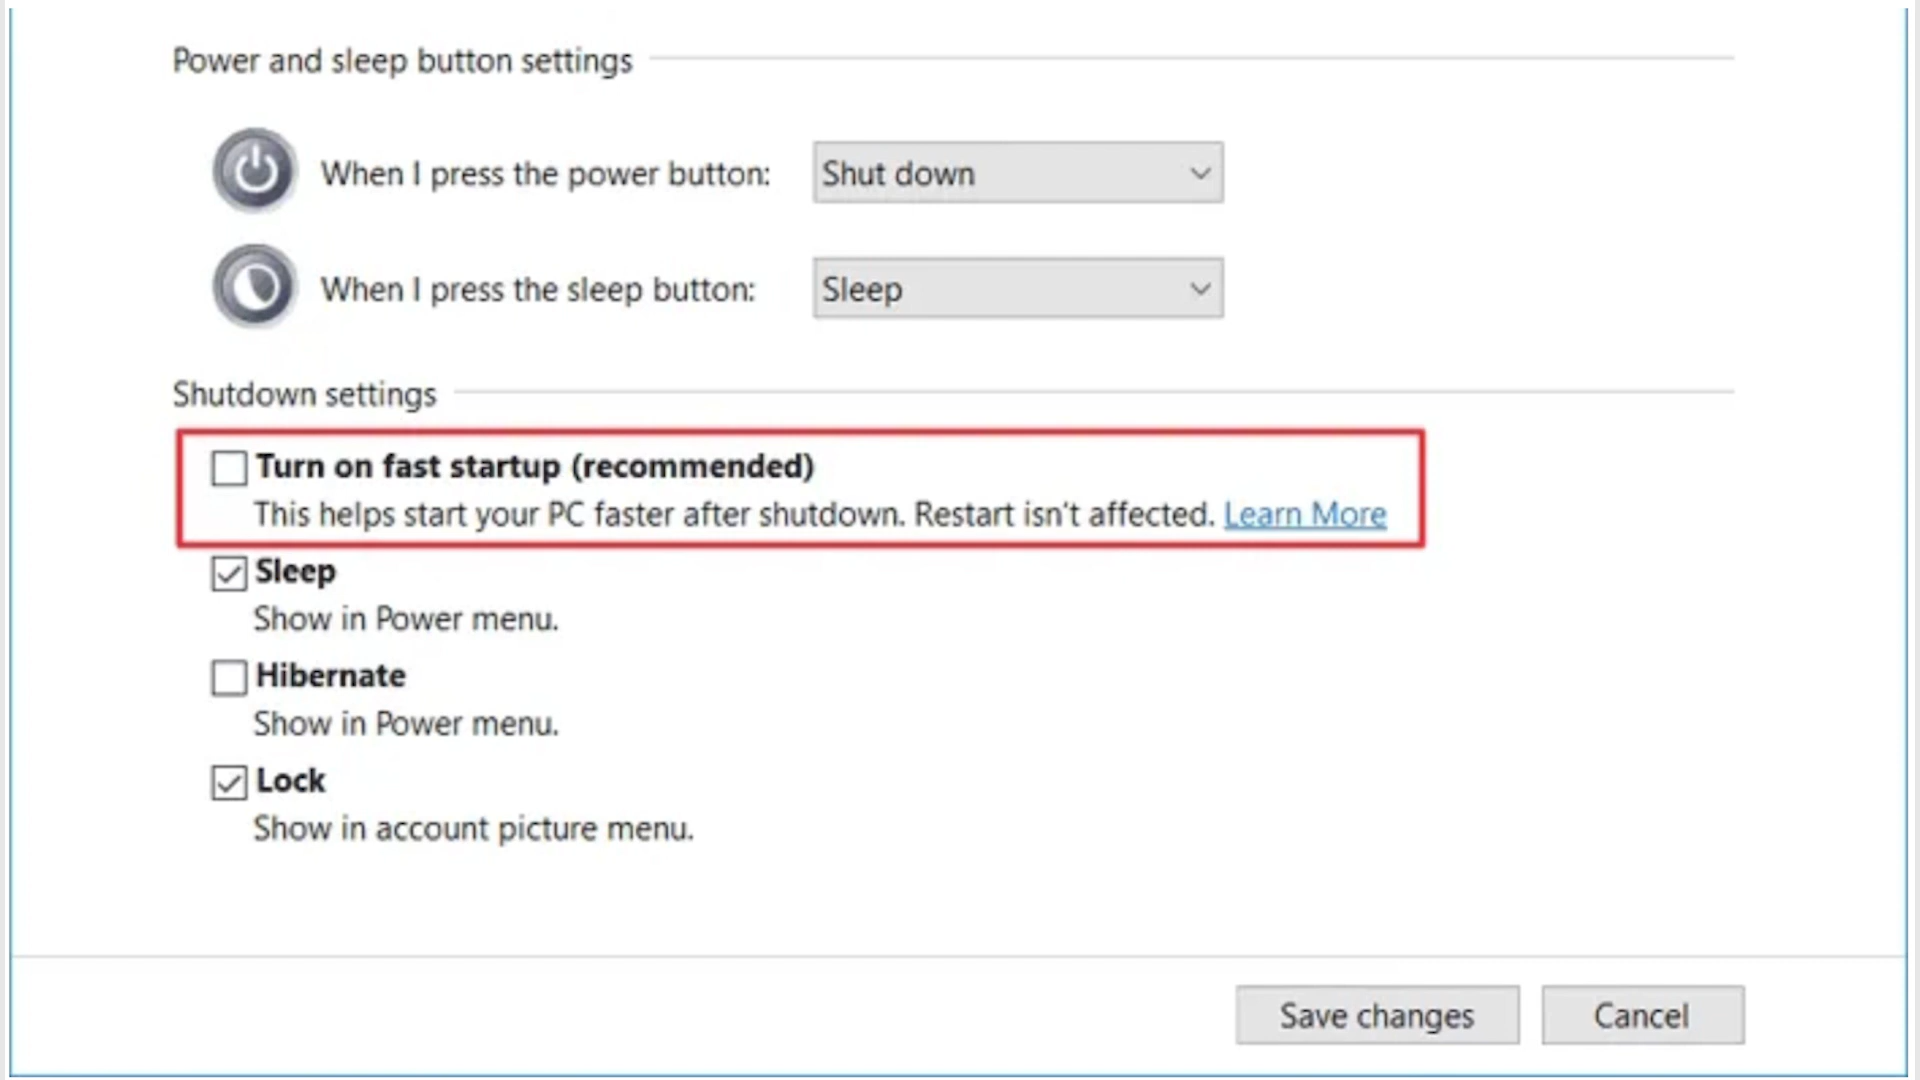 Power and sleep button settings
When I press the power button: Shut down
When I press the sleep button: Sleep
Shutdown settings
Turn on fast startup (recommended)
This helps start your PC faster after shutdown. Restart isn't affected. Learn More
Sleep
Show in Power menu.
Hibernate
Show in Power menu.
Lock
Show in account picture menu.
Save changes Cancel